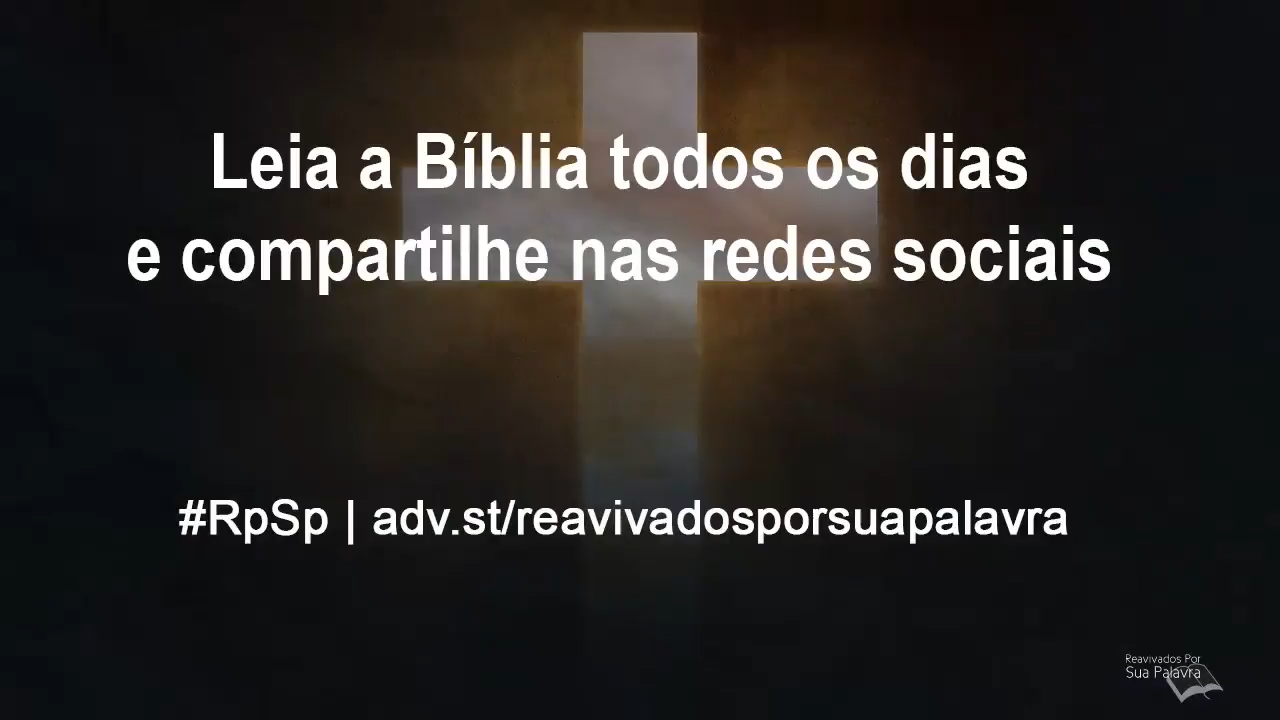 Leia a Bíblia todos os dias
e compartilhe nas redes sociais
#RpSp | adv.st/reavivadosporsuapalavra
Reavivados Por
Sua Palavra